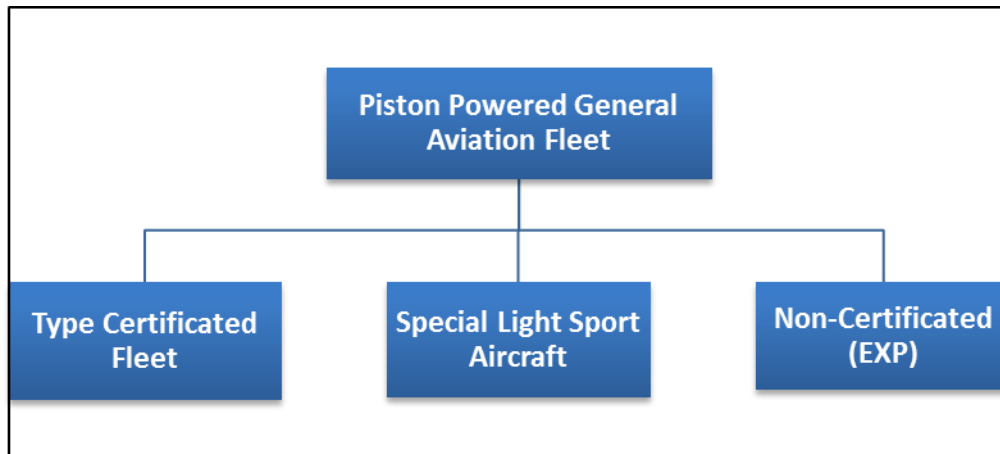 Piston Powered General
Aviation Fleet
Type Certificated
Fleet
Special Light Sport
Aircraft
Non-Certificated
(EXP)